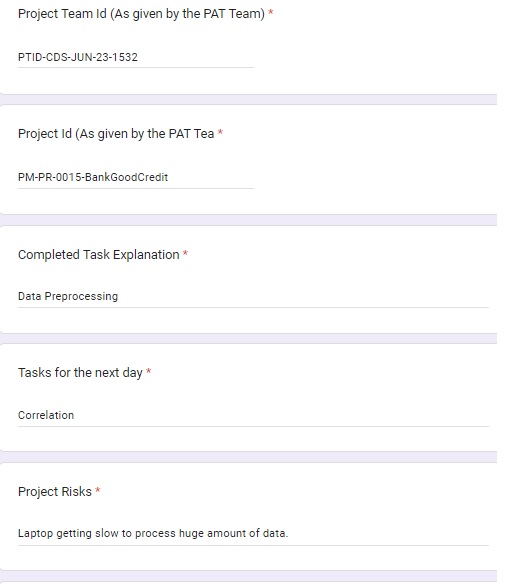 Project Team Id (As given by the PAT Team) *
PTID-CDS-JUN-23-1532
Project Id (As given by the PAT Tea *
PM-PR-0015-BankGoodCredit
Completed Task Explanation *
Data Preprocessing
Tasks for the next day *
Correlation
Project Risks *
Laptop getting slow to process huge amount of data.